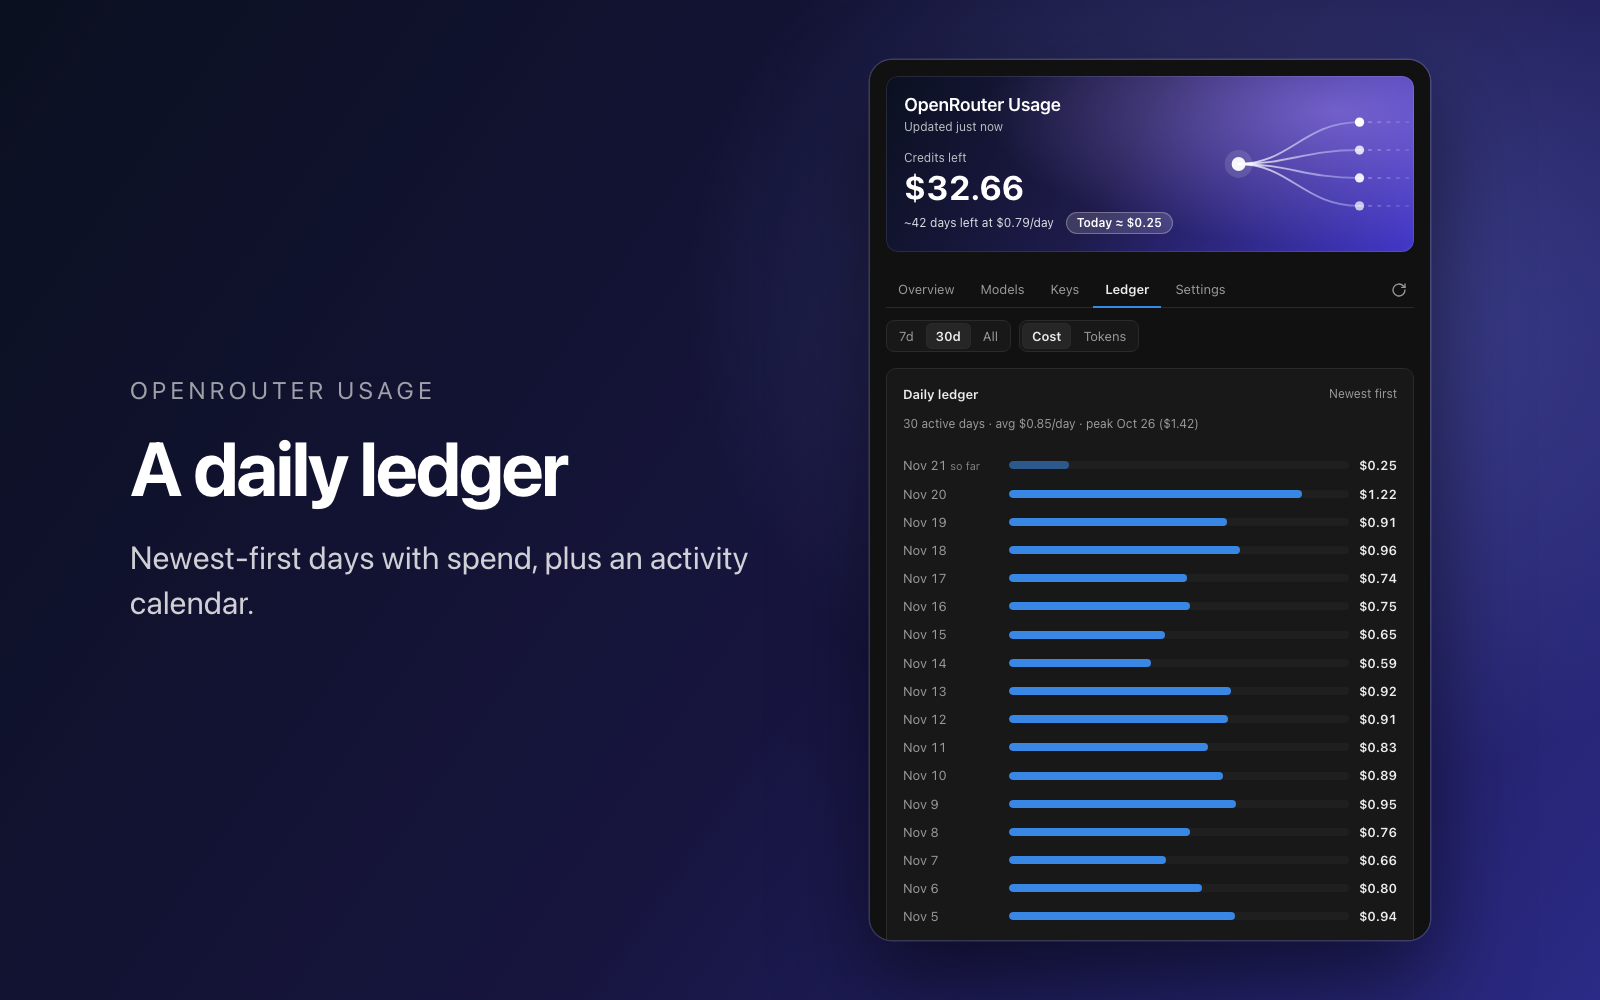 OPENROUTER USAGE
A daily ledger
Newest-first days with spend, plus an activity
calendar.
OpenRouter Usage
Updated just now
Credits left
$32.66
~42 days left at $0.79/day Today ≈ $0.25
Overview Models Keys Ledger Settings
7d 30d All Cost Tokens
Daily ledger Newest first
30 active days · avg $0.85/day · peak Oct 26 ($1.42)
Nov 21 so far $0.25
Nov 20 $1.22
Nov 19 $0.91
Nov 18 $0.96
Nov 17 $0.74
Nov 16 $0.75
Nov 15 $0.65
Nov 14 $0.59
Nov 13 $0.92
Nov 12 $0.91
Nov 11 $0.83
Nov 10 $0.89
Nov 9 $0.95
Nov 8 $0.76
Nov 7 $0.66
Nov 6 $0.80
Nov 5 $0.94